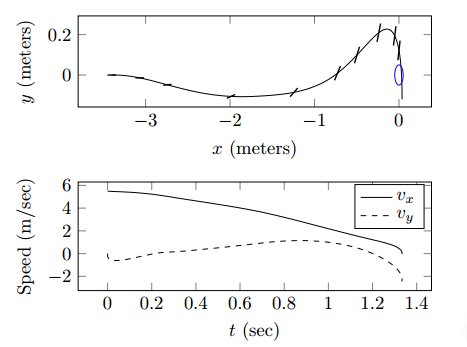 0.2
0
y (meters)
−3 −2 −1 0
x (meters)
6
4
2
0
−2
Speed (m/sec)
v_x
v_y
0 0.2 0.4 0.6 0.8 1 1.2 1.4
t (sec)